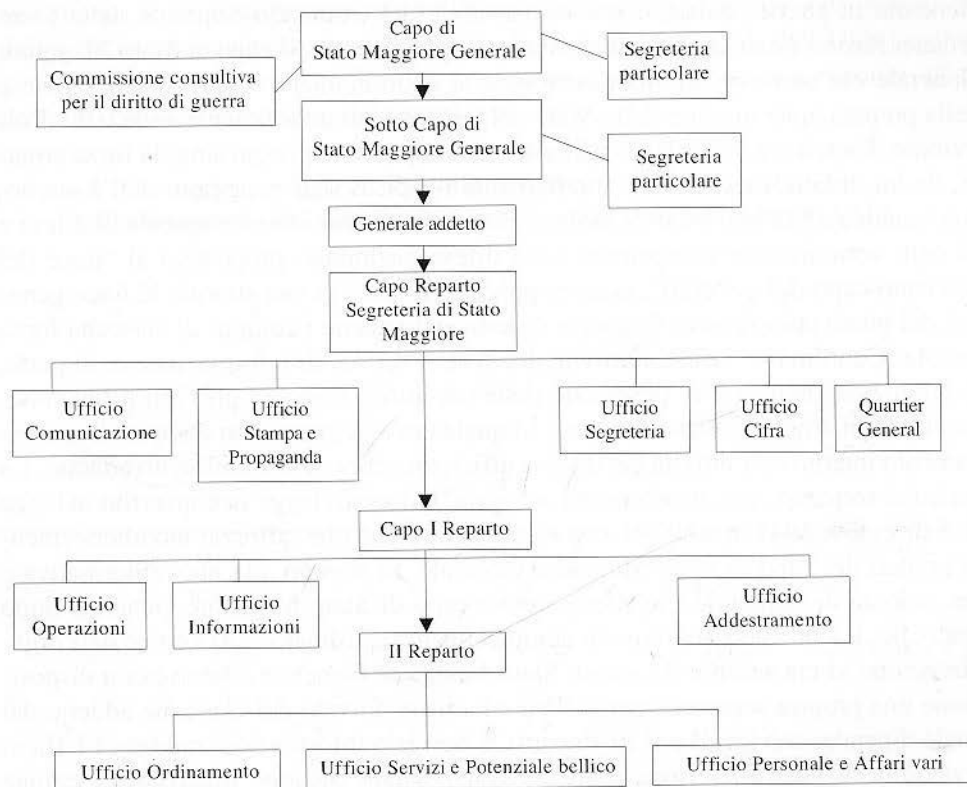 Capo di
Stato Maggiore Generale
Segreteria
particolare
Commissione consultiva
per il diritto di guerra
Sotto Capo di
Stato Maggiore Generale
Segreteria
particolare
Generale addetto
Capo Reparto
Segreteria di Stato
Maggiore
Ufficio
Comunicazione
Ufficio
Stampa e
Propaganda
Ufficio
Segreteria
Ufficio
Cifra
Quartier
Generale
Capo I Reparto
Ufficio
Operazioni
Ufficio
Informazioni
Ufficio
Addestramento
II Reparto
Ufficio Ordinamento
Ufficio Servizi e Potenziale bellico
Ufficio Personale e Affari vari